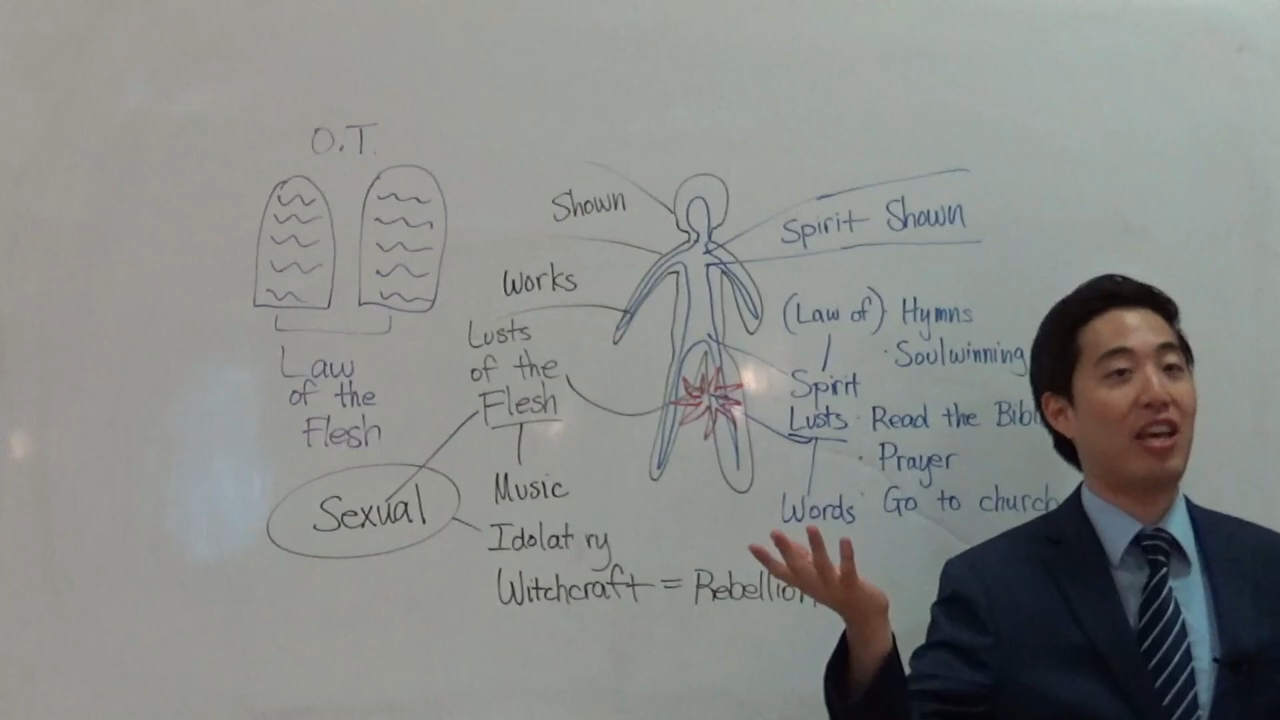 O.T.
Law
of the
Flesh
Shown
Works
Lusts
of the
Flesh
Sexual
Music
Idolatry
Witchcraft = Rebellion
Spirit Shown
(Law of) Hymns
· Soulwinning
Spirit
Lusts · Read the Bibl
· Prayer
Words · Go to church